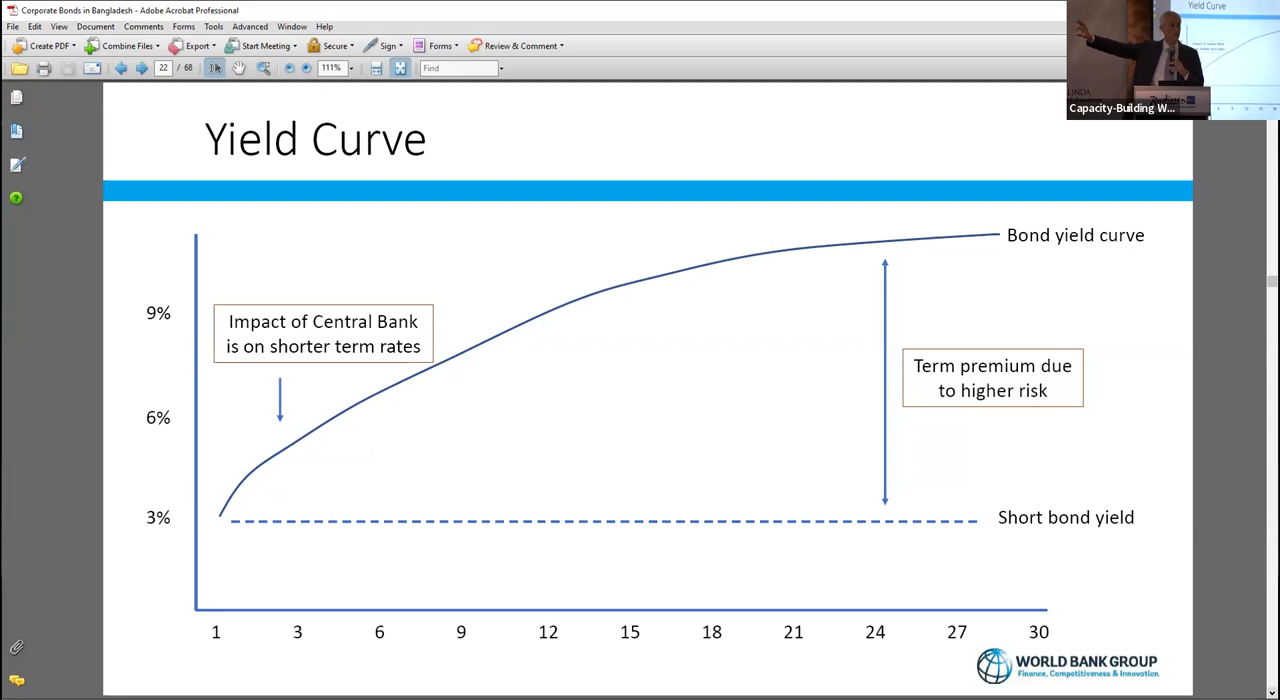 Corporate Bonds in Bangladesh - Adobe Acrobat Professional
File Edit View Document Comments Forms Tools Advanced Window Help
Create PDF Combine Files Export Start Meeting Secure Sign Forms Review & Comment
22 / 68 111% Find
Yield Curve
Capacity-Building W...
Yield Curve
Bond yield curve
9%
Impact of Central Bank
is on shorter term rates
Term premium due
to higher risk
6%
3%
Short bond yield
1 3 6 9 12 15 18 21 24 27 30
WORLD BANK GROUP
Finance, Competitiveness & Innovation